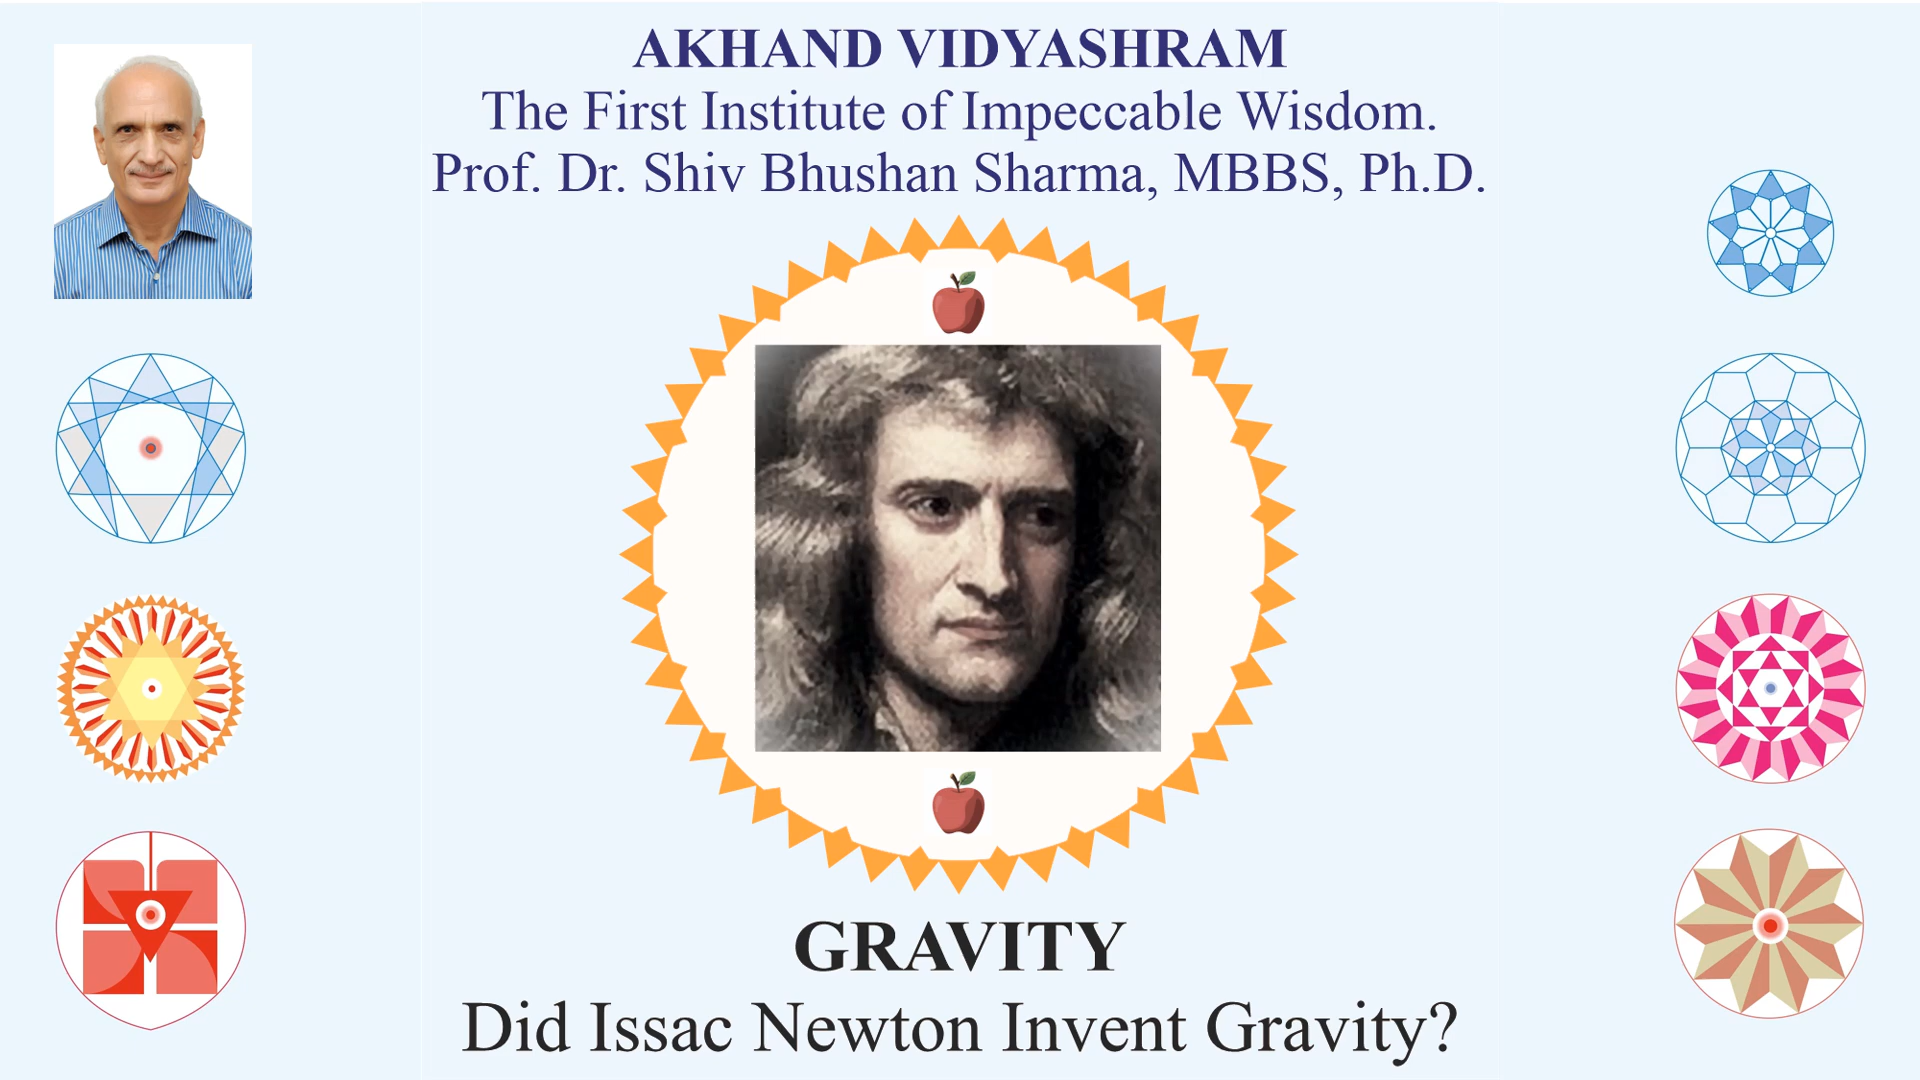 AKHAND VIDYASHRAM
The First Institute of Impeccable Wisdom.
Prof. Dr. Shiv Bhushan Sharma, MBBS, Ph.D.
GRAVITY
Did Issac Newton Invent Gravity?